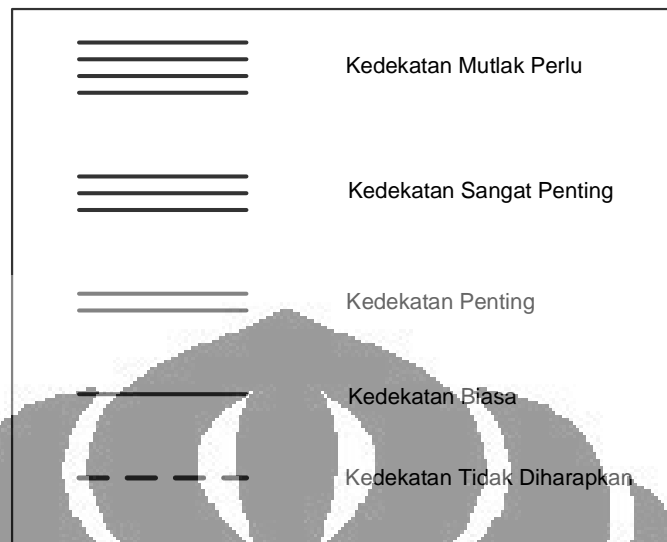 Kedekatan Mutlak Perlu
Kedekatan Sangat Penting
Kedekatan Penting
Kedekatan Biasa
Kedekatan Tidak Diharapkan